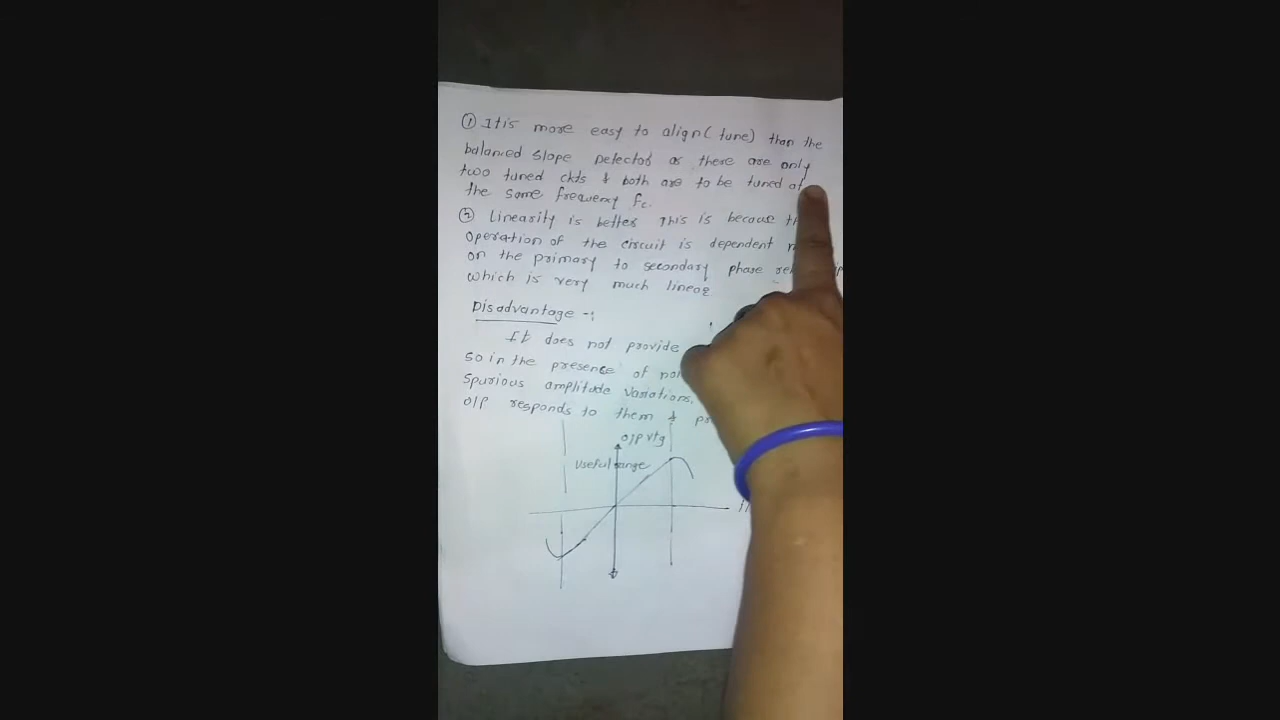 ① It is more easy to align ( tune) than the
balanced slope Detector as there are only
two tuned ckts & both are to be tuned at
the same frequency fc.
② Linearity is better This is because
operation of the circuit is dependent
on the primary to secondary phase
which is very much linear
Disadvantage -:
It does not provide
so in the presence of
spurious amplitude variations,
O/P responds to them &
O/P vtg
Useful range